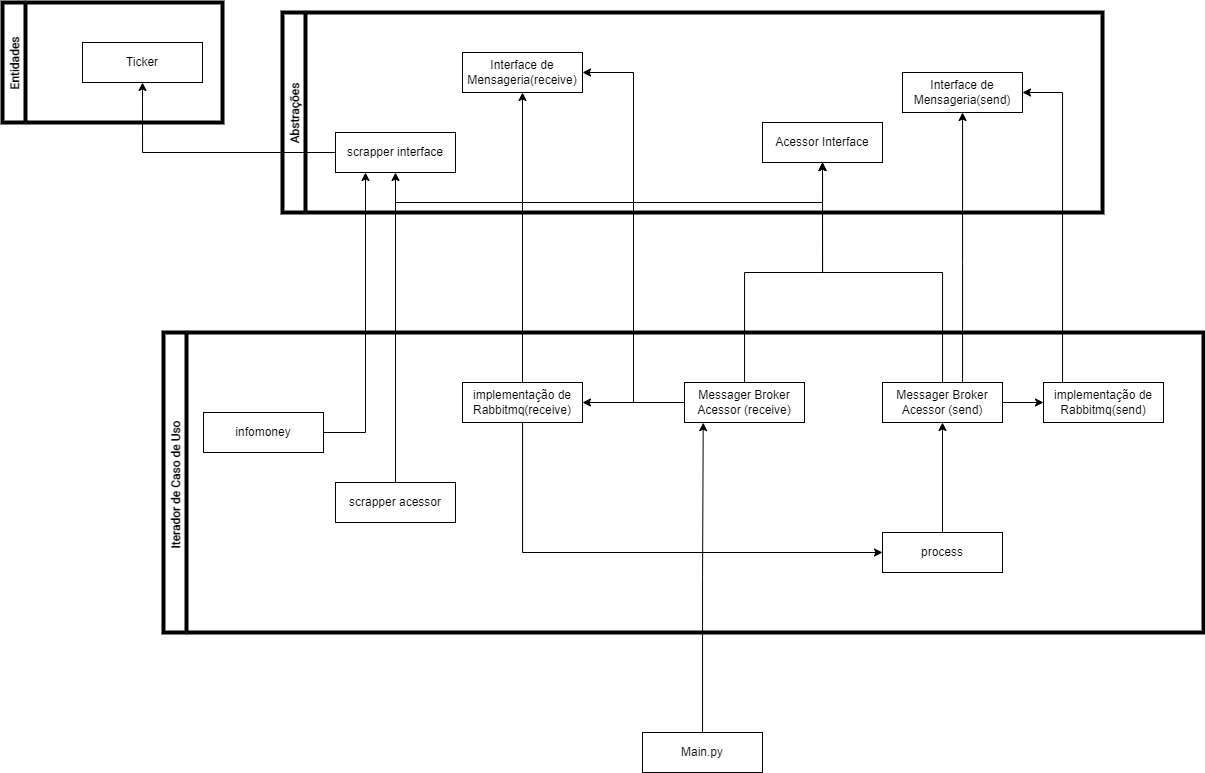 Entidades
Ticker
Abstrações
Interface de
Mensageria(receive)
Interface de
Mensageria(send)
scrapper interface
Acessor Interface
Iterador de Caso de Uso
implementação de
Rabbitmq(receive)
Messager Broker
Acessor (receive)
Messager Broker
Acessor (send)
implementação de
Rabbitmq(send)
infomoney
scrapper acessor
process
Main.py